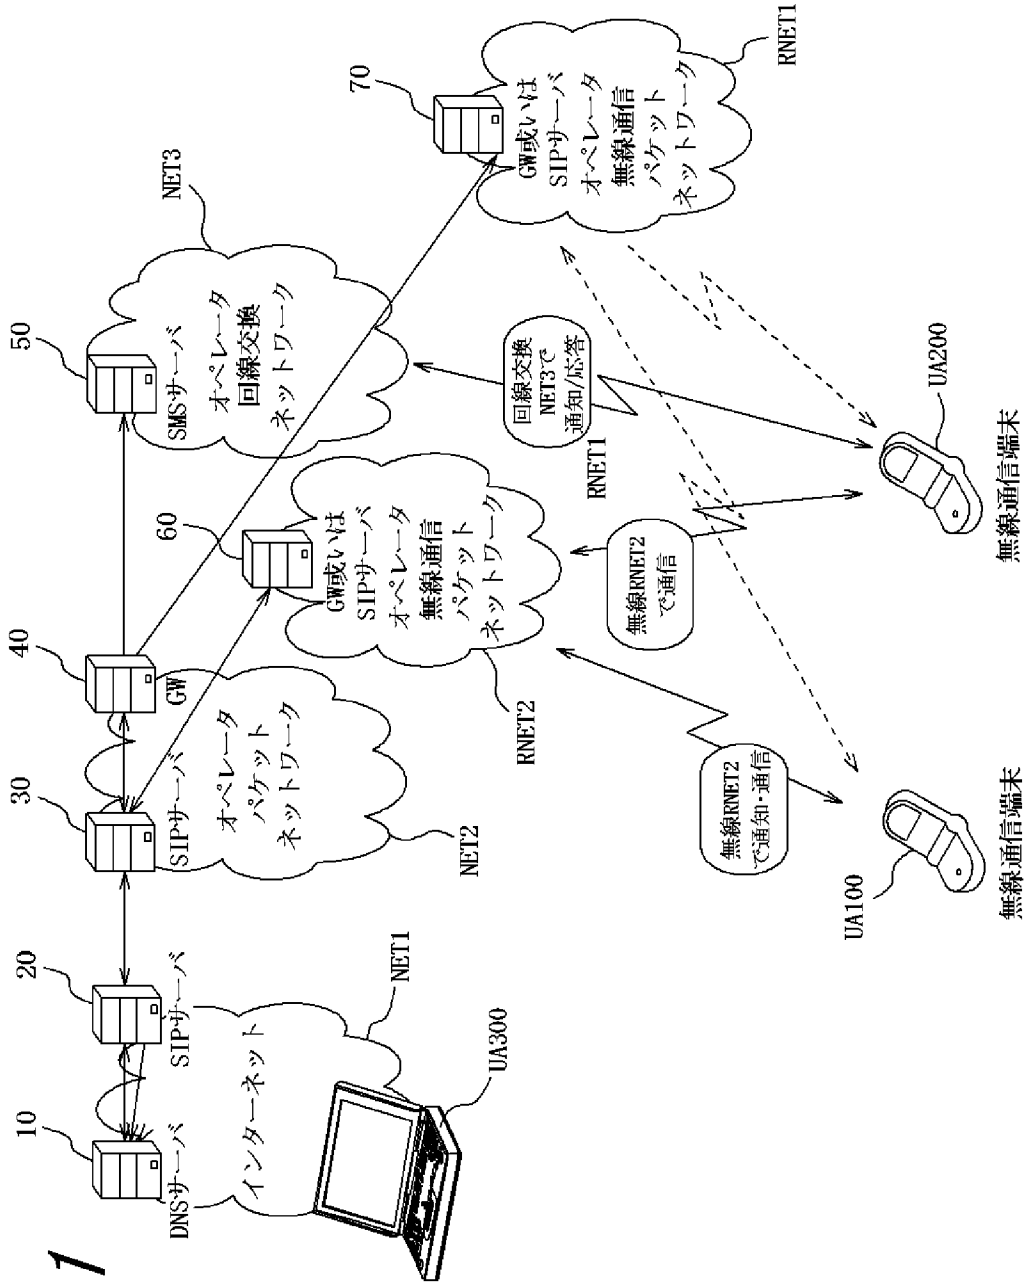 1
10
DNSサーバ
20
SIPサーバ
インターネット
NET1
UA300
30
SIPサーバ
オペレータ
パケット
ネットワーク
NET2
40
GW
50
SMSサーバ
オペレータ
回線交換
ネットワーク
NET3
60
GW或いは
SIPサーバ
オペレータ
無線通信
パケット
ネットワーク
RNET2
70
GW或いは
SIPサーバ
オペレータ
無線通信
パケット
ネットワーク
RNET1
回線交換
NET3で
通知/応答
RNET1
無線RNET2
で通信
無線RNET2
で通知・通信
UA100
無線通信端末
UA200
無線通信端末